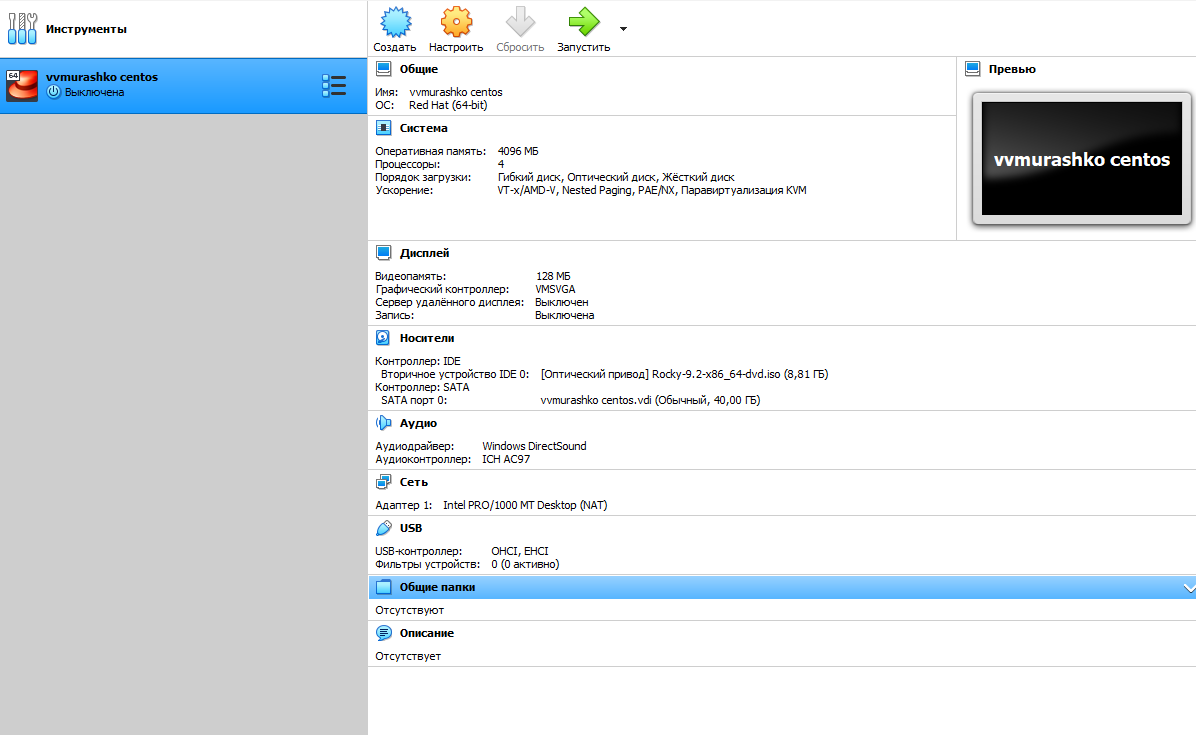 Инструменты
64
vvmurashko centos
Выключена
Создать Настроить Сбросить Запустить
Общие
Имя: vvmurashko centos
ОС: Red Hat (64-bit)
Превью
vvmurashko centos
Система
Оперативная память: 4096 МБ
Процессоры: 4
Порядок загрузки: Гибкий диск, Оптический диск, Жёсткий диск
Ускорение: VT-x/AMD-V, Nested Paging, PAE/NX, Паравиртуализация KVM
Дисплей
Видеопамять: 128 МБ
Графический контроллер: VMSVGA
Сервер удалённого дисплея: Выключен
Запись: Выключена
Носители
Контроллер: IDE
Вторичное устройство IDE 0: [Оптический привод] Rocky-9.2-x86_64-dvd.iso (8,81 ГБ)
Контроллер: SATA
SATA порт 0: vvmurashko centos.vdi (Обычный, 40,00 ГБ)
Аудио
Аудиодрайвер: Windows DirectSound
Аудиоконтроллер: ICH AC97
Сеть
Адаптер 1: Intel PRO/1000 MT Desktop (NAT)
USB
USB-контроллер: OHCI, EHCI
Фильтры устройств: 0 (0 активно)
Общие папки
Отсутствуют
Описание
Отсутствует